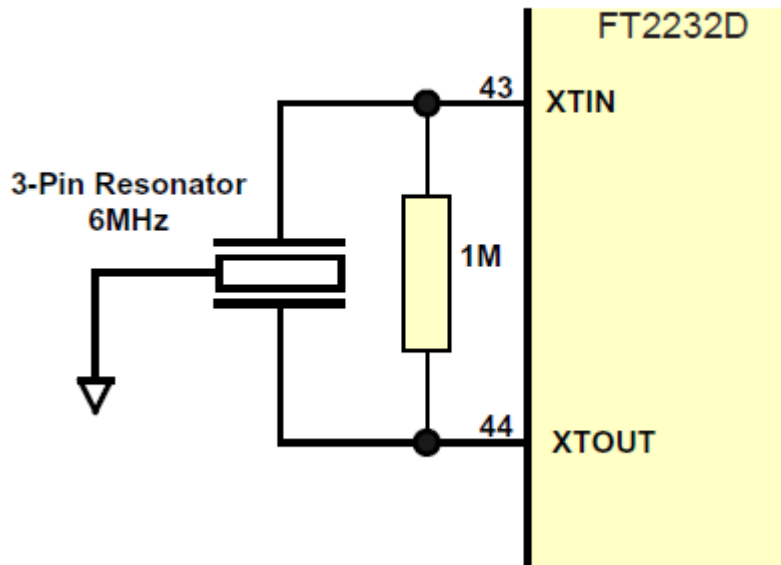 FT2232D
43
XTIN
3-Pin Resonator
6MHz
1M
44
XTOUT